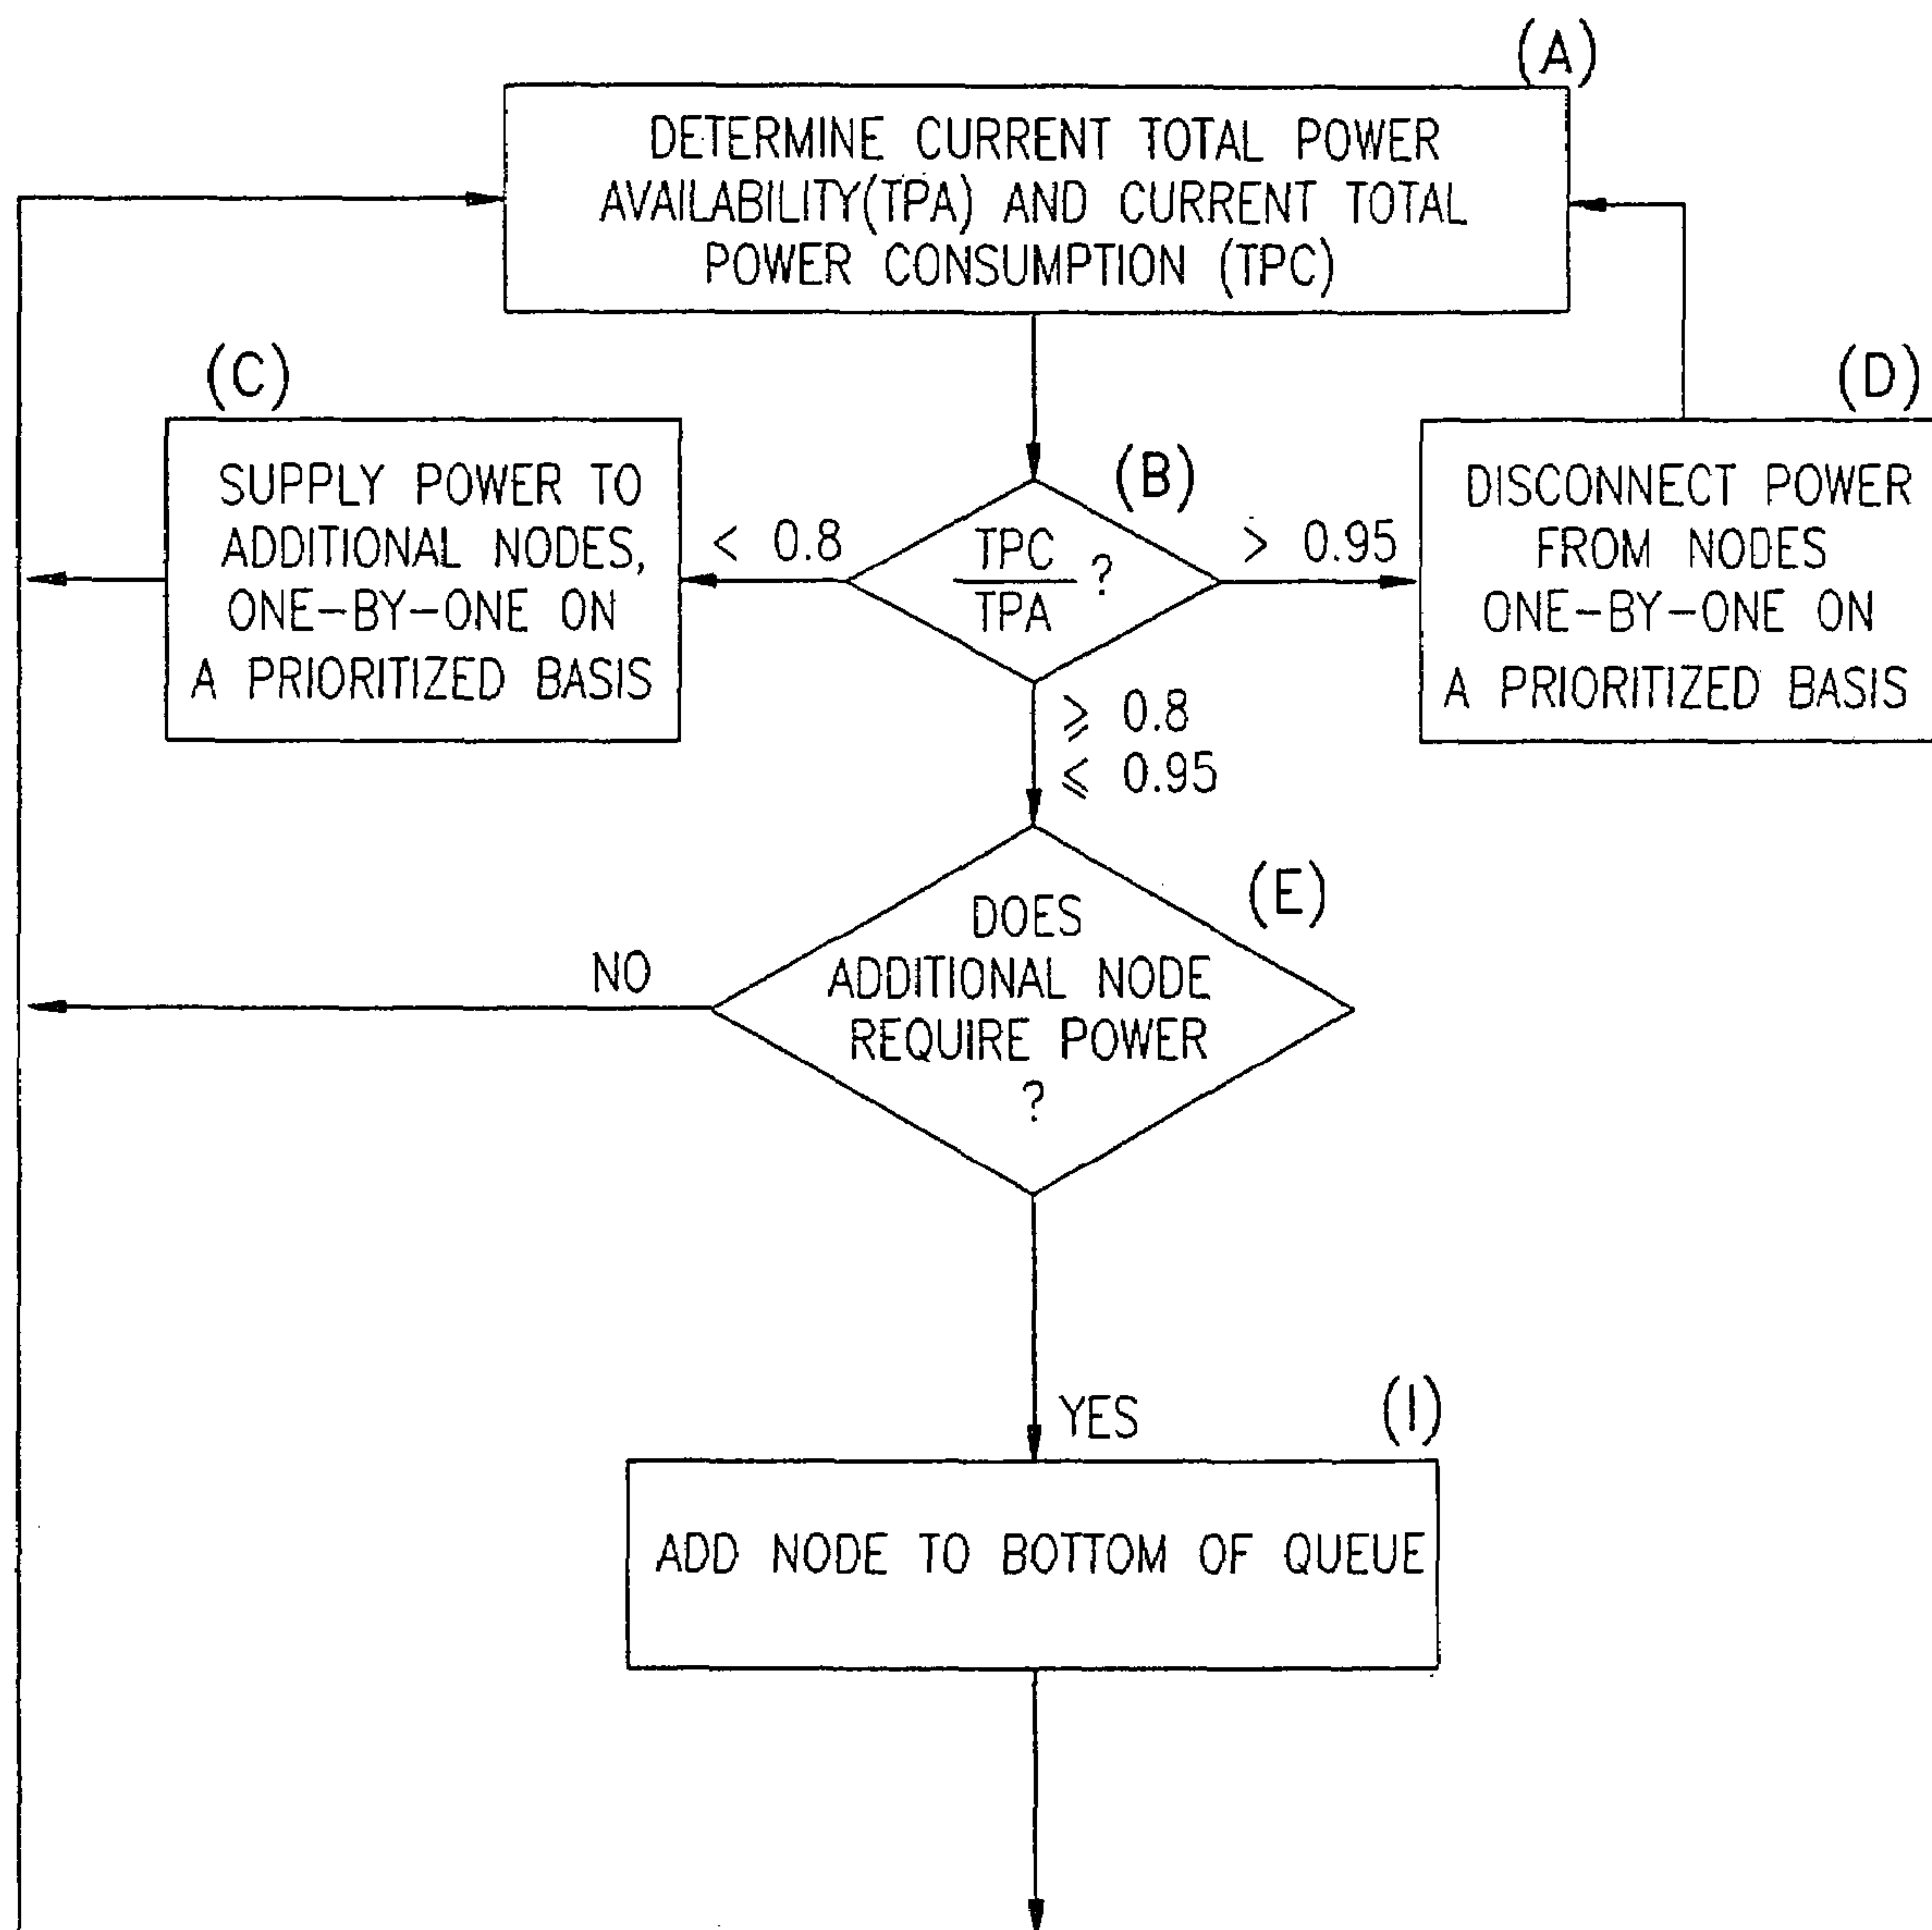 (A)
DETERMINE CURRENT TOTAL POWER
AVAILABILITY(TPA) AND CURRENT TOTAL
POWER CONSUMPTION (TPC)
(C)
SUPPLY POWER TO
ADDITIONAL NODES,
ONE-BY-ONE ON
A PRIORITIZED BASIS
< 0.8
(B)
TPC
TPA
?
> 0.95
(D)
DISCONNECT POWER
FROM NODES
ONE-BY-ONE ON
A PRIORITIZED BASIS
⩾ 0.8
⩽ 0.95
(E)
DOES
ADDITIONAL NODE
REQUIRE POWER
?
NO
YES
(I)
ADD NODE TO BOTTOM OF QUEUE